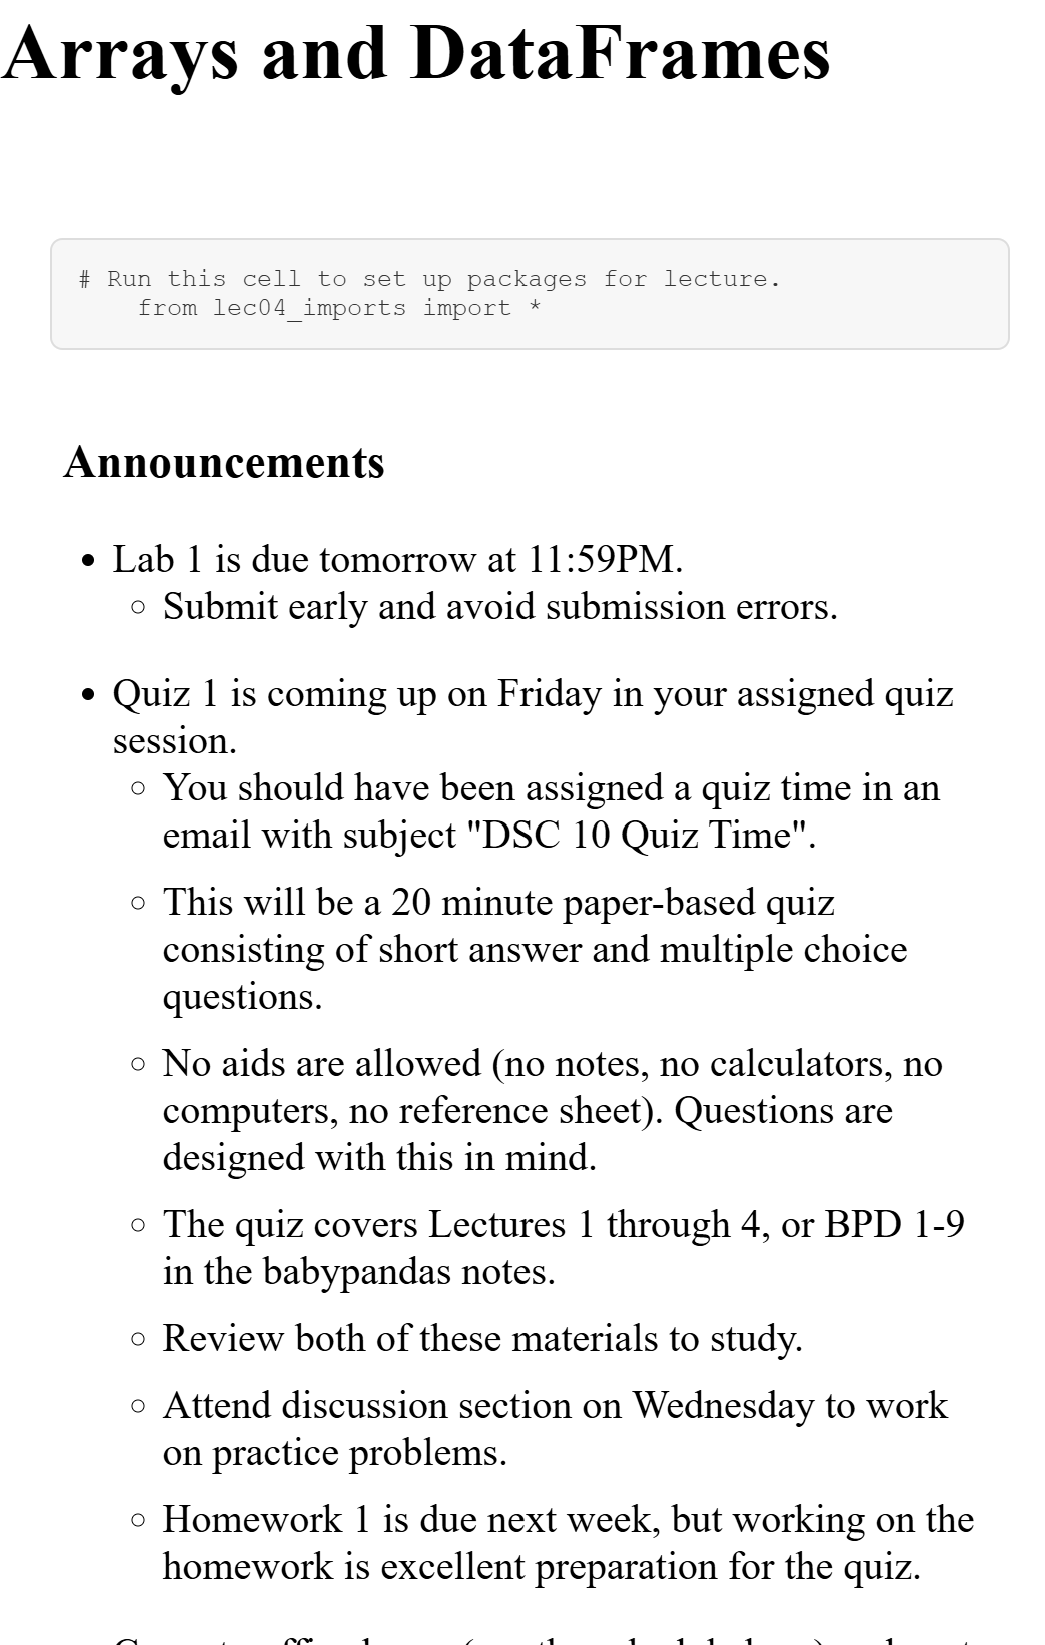 Arrays and DataFrames
# Run this cell to set up packages for lecture.
from lec04_imports import *
Announcements
Lab 1 is due tomorrow at 11:59PM.
Submit early and avoid submission errors.
Quiz 1 is coming up on Friday in your assigned quiz
session.
You should have been assigned a quiz time in an
email with subject "DSC 10 Quiz Time".
This will be a 20 minute paper-based quiz
consisting of short answer and multiple choice
questions.
No aids are allowed (no notes, no calculators, no
computers, no reference sheet). Questions are
designed with this in mind.
The quiz covers Lectures 1 through 4, or BPD 1-9
in the babypandas notes.
Review both of these materials to study.
Attend discussion section on Wednesday to work
on practice problems.
Homework 1 is due next week, but working on the
homework is excellent preparation for the quiz.